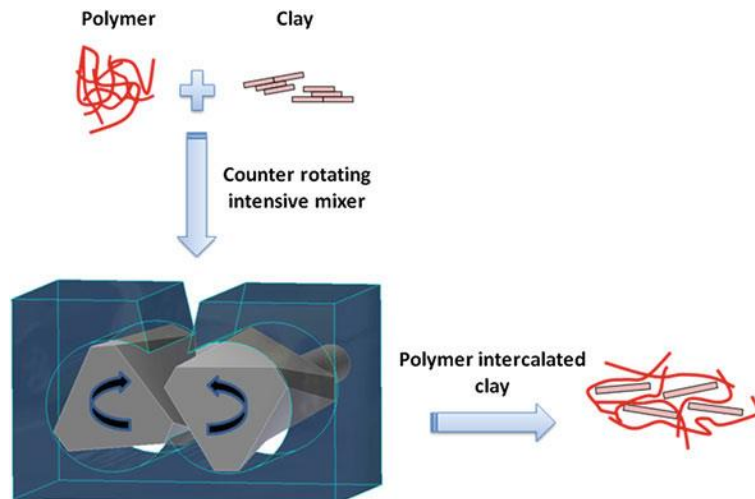 Polymer
Clay
Counter rotating
intensive mixer
Polymer intercalated
clay